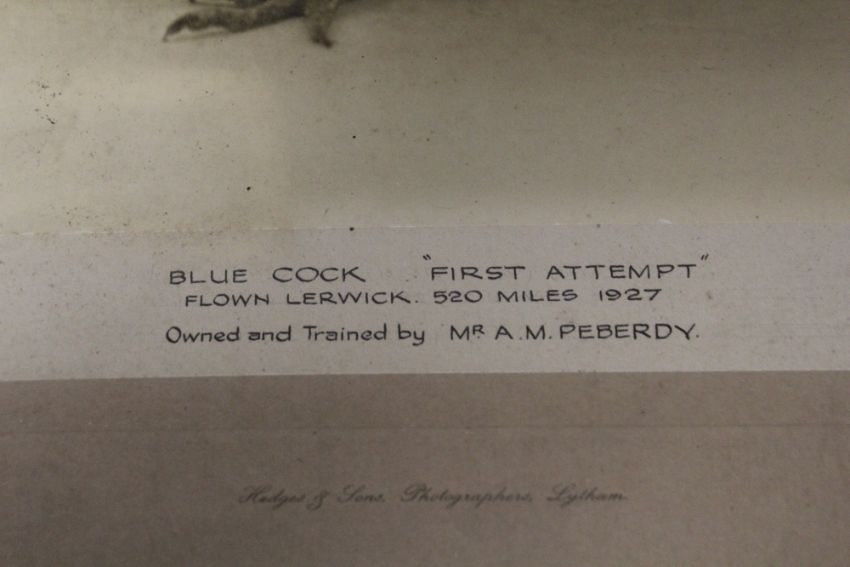 BLUE COCK "FIRST ATTEMPT"
FLOWN LERWICK. 520 MILES 1927
Owned and Trained by MR A.M. PEBERDY.
Hedges & Sons, Photographers, Lytham.